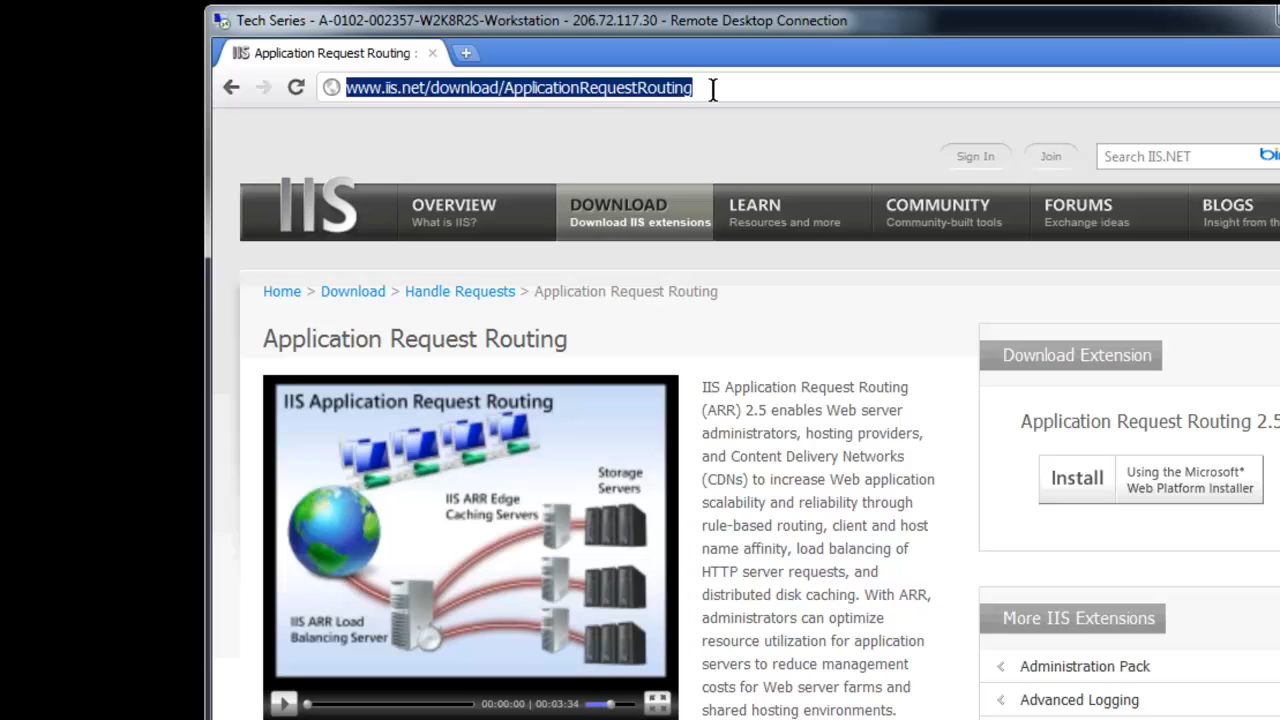 Tech Series - A-0102-002357-W2K8R2S-Workstation - 206.72.117.30 - Remote Desktop Connection
IIS Application Request Routing :
www.iis.net/download/ApplicationRequestRouting
Sign In
Join
Search IIS.NET
IIS
OVERVIEW
What is IIS?
DOWNLOAD
Download IIS extensions
LEARN
Resources and more
COMMUNITY
Community-built tools
FORUMS
Exchange ideas
BLOGS
Insight from
Home > Download > Handle Requests > Application Request Routing
Application Request Routing
IIS Application Request Routing
Storage
Servers
IIS ARR Edge
Caching Servers
IIS ARR Load
Balancing Server
00:00:00 | 00:03:34
IIS Application Request Routing
(ARR) 2.5 enables Web server
administrators, hosting providers,
and Content Delivery Networks
(CDNs) to increase Web application
scalability and reliability through
rule-based routing, client and host
name affinity, load balancing of
HTTP server requests, and
distributed disk caching. With ARR,
administrators can optimize
resource utilization for application
servers to reduce management
costs for Web server farms and
shared hosting environments.
Download Extension
Application Request Routing 2.5
Install
Using the Microsoft®
Web Platform Installer
More IIS Extensions
Administration Pack
Advanced Logging